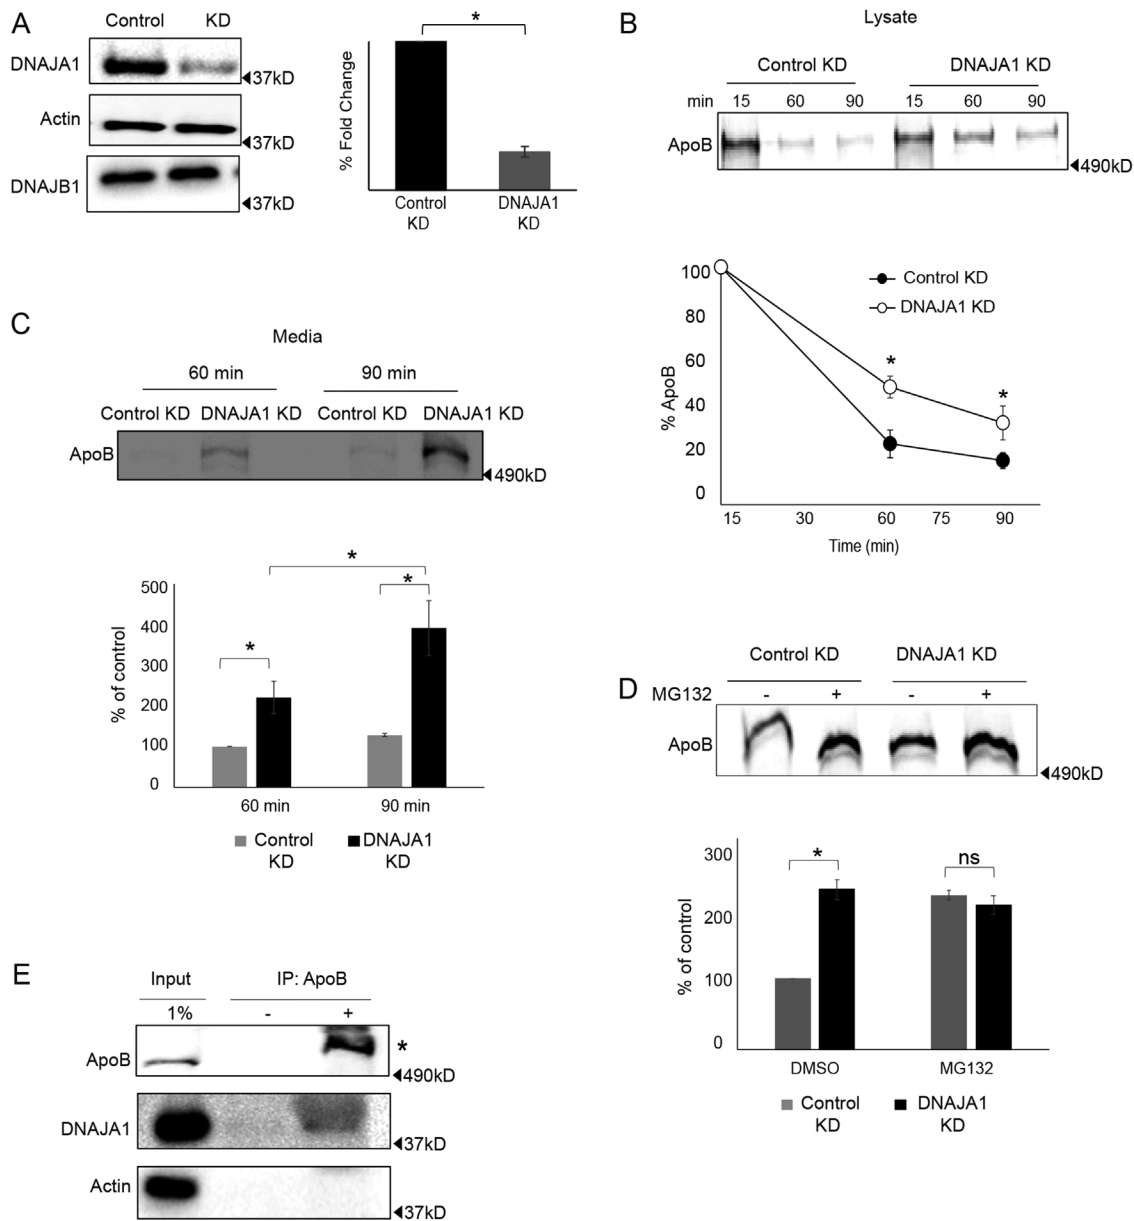 A
Control KD
DNAJA1
◀37kD
Actin
◀37kD
DNAJB1
◀37kD
*
% Fold Change
Control DNAJA1
KD KD
B
Lysate
Control KD DNAJA1 KD
min 15 60 90 15 60 90
ApoB
◀490kD
100
80
60
40
20
0
% ApoB
Control KD
DNAJA1 KD
*
*
15 30 60 75 90
Time (min)
C
Media
60 min 90 min
Control KD DNAJA1 KD Control KD DNAJA1 KD
ApoB
◀490kD
500
400
300
200
100
0
% of control
*
*
*
60 min 90 min
Control DNAJA1
KD KD
D
Control KD DNAJA1 KD
MG132 - + - +
ApoB
◀490kD
300
200
100
0
% of control
* ns
DMSO MG132
Control DNAJA1
KD KD
E
Input IP: ApoB
1% - +
ApoB *
◀490kD
DNAJA1
◀37kD
Actin
◀37kD